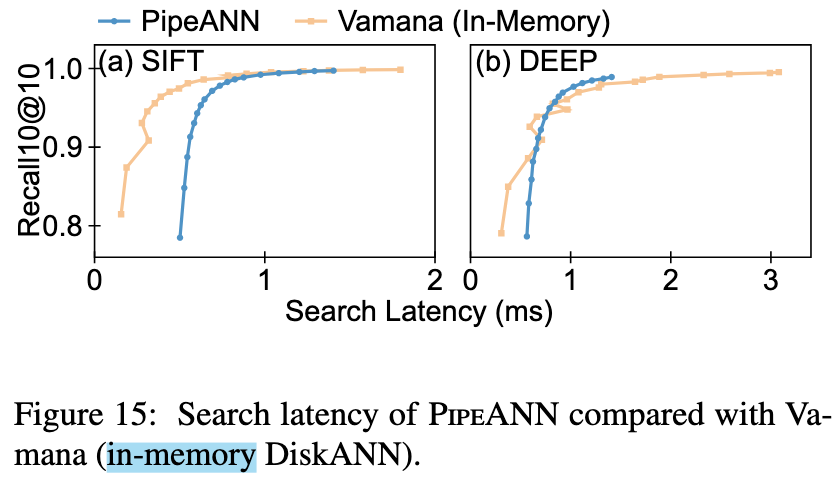 PipeANN Vamana (In-Memory)
(a) SIFT (b) DEEP
Recall10@10
1.0
0.9
0.8
0 1 2 0 1 2 3
Search Latency (ms)
Figure 15: Search latency of PIPEANN compared with Va-
mana (in-memory DiskANN).